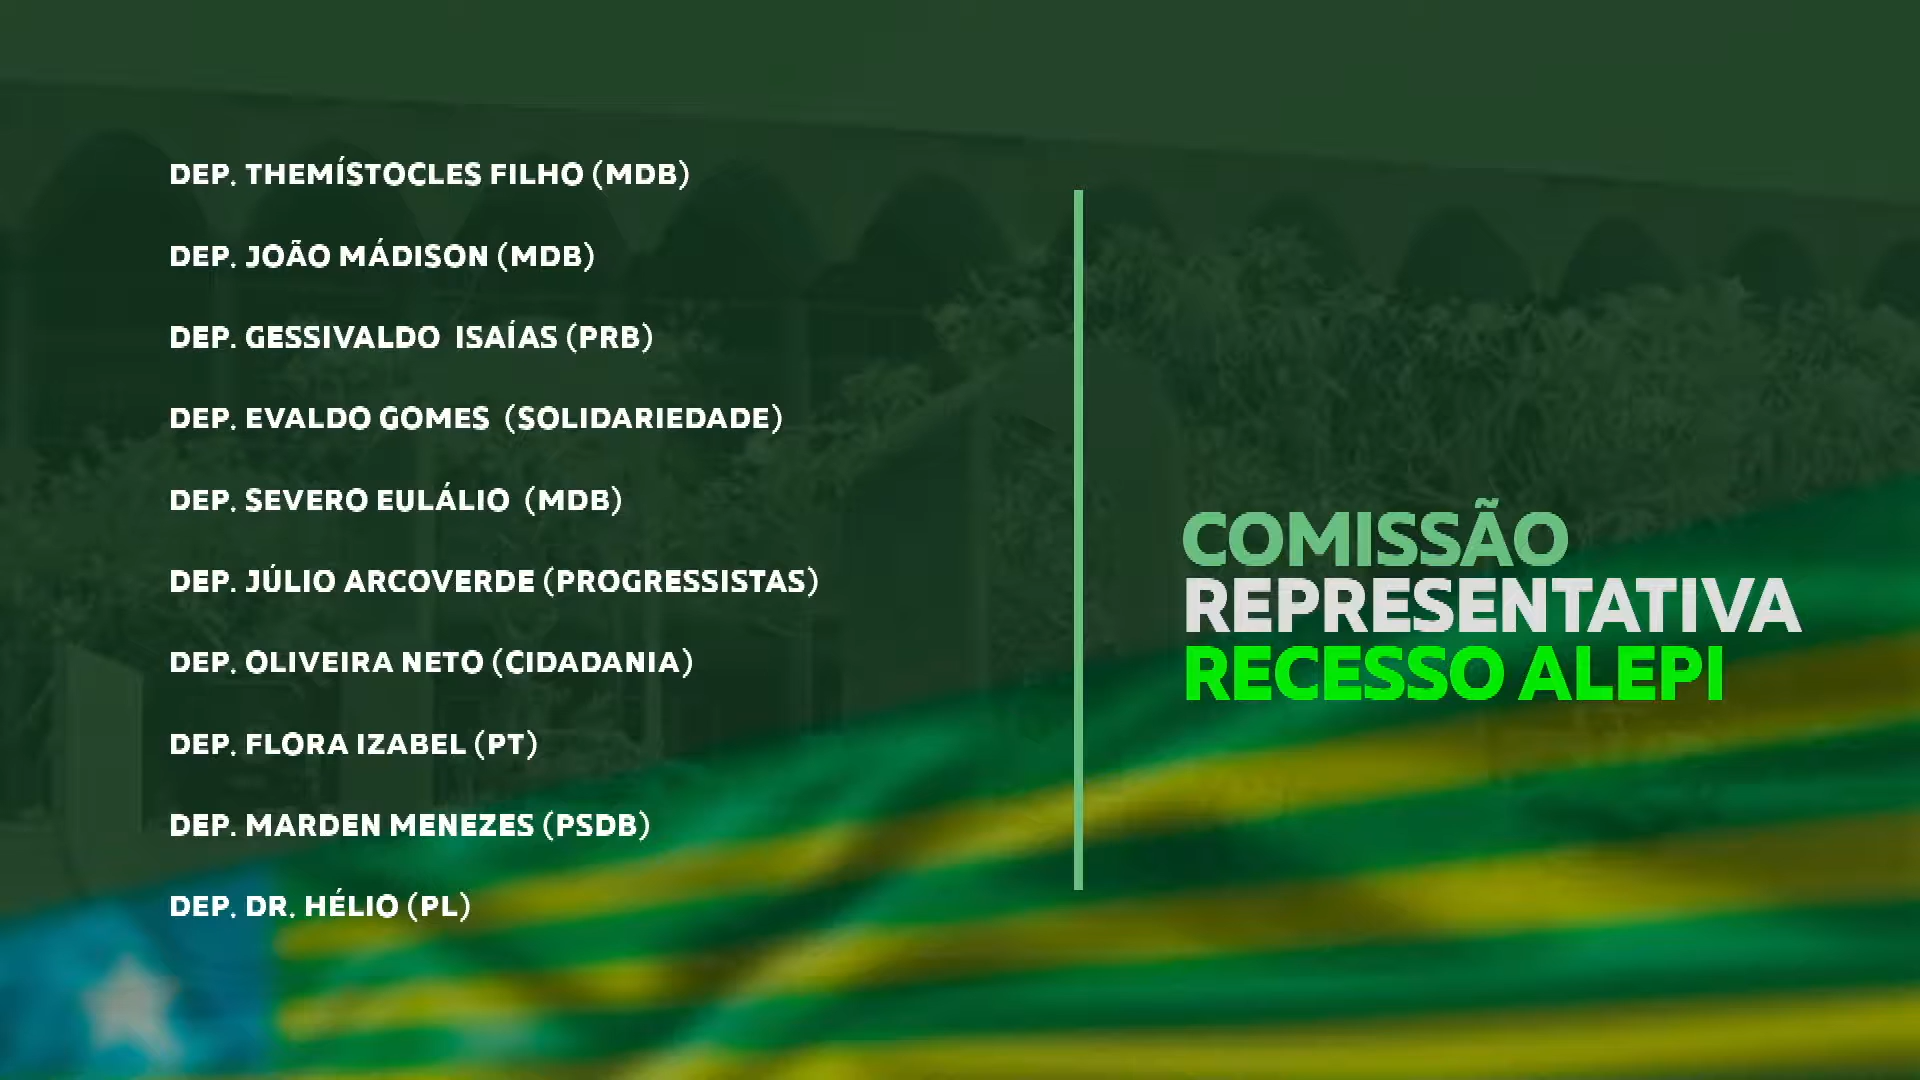 DEP. THEMÍSTOCLES FILHO (MDB)
DEP. JOÃO MÁDISON (MDB)
DEP. GESSIVALDO ISAÍAS (PRB)
DEP. EVALDO GOMES (SOLIDARIEDADE)
DEP. SEVERO EULÁLIO (MDB)
DEP. JÚLIO ARCOVERDE (PROGRESSISTAS)
DEP. OLIVEIRA NETO (CIDADANIA)
DEP. FLORA IZABEL (PT)
DEP. MARDEN MENEZES (PSDB)
DEP. DR. HÉLIO (PL)
COMISSÃO
REPRESENTATIVA
RECESSO ALEPI